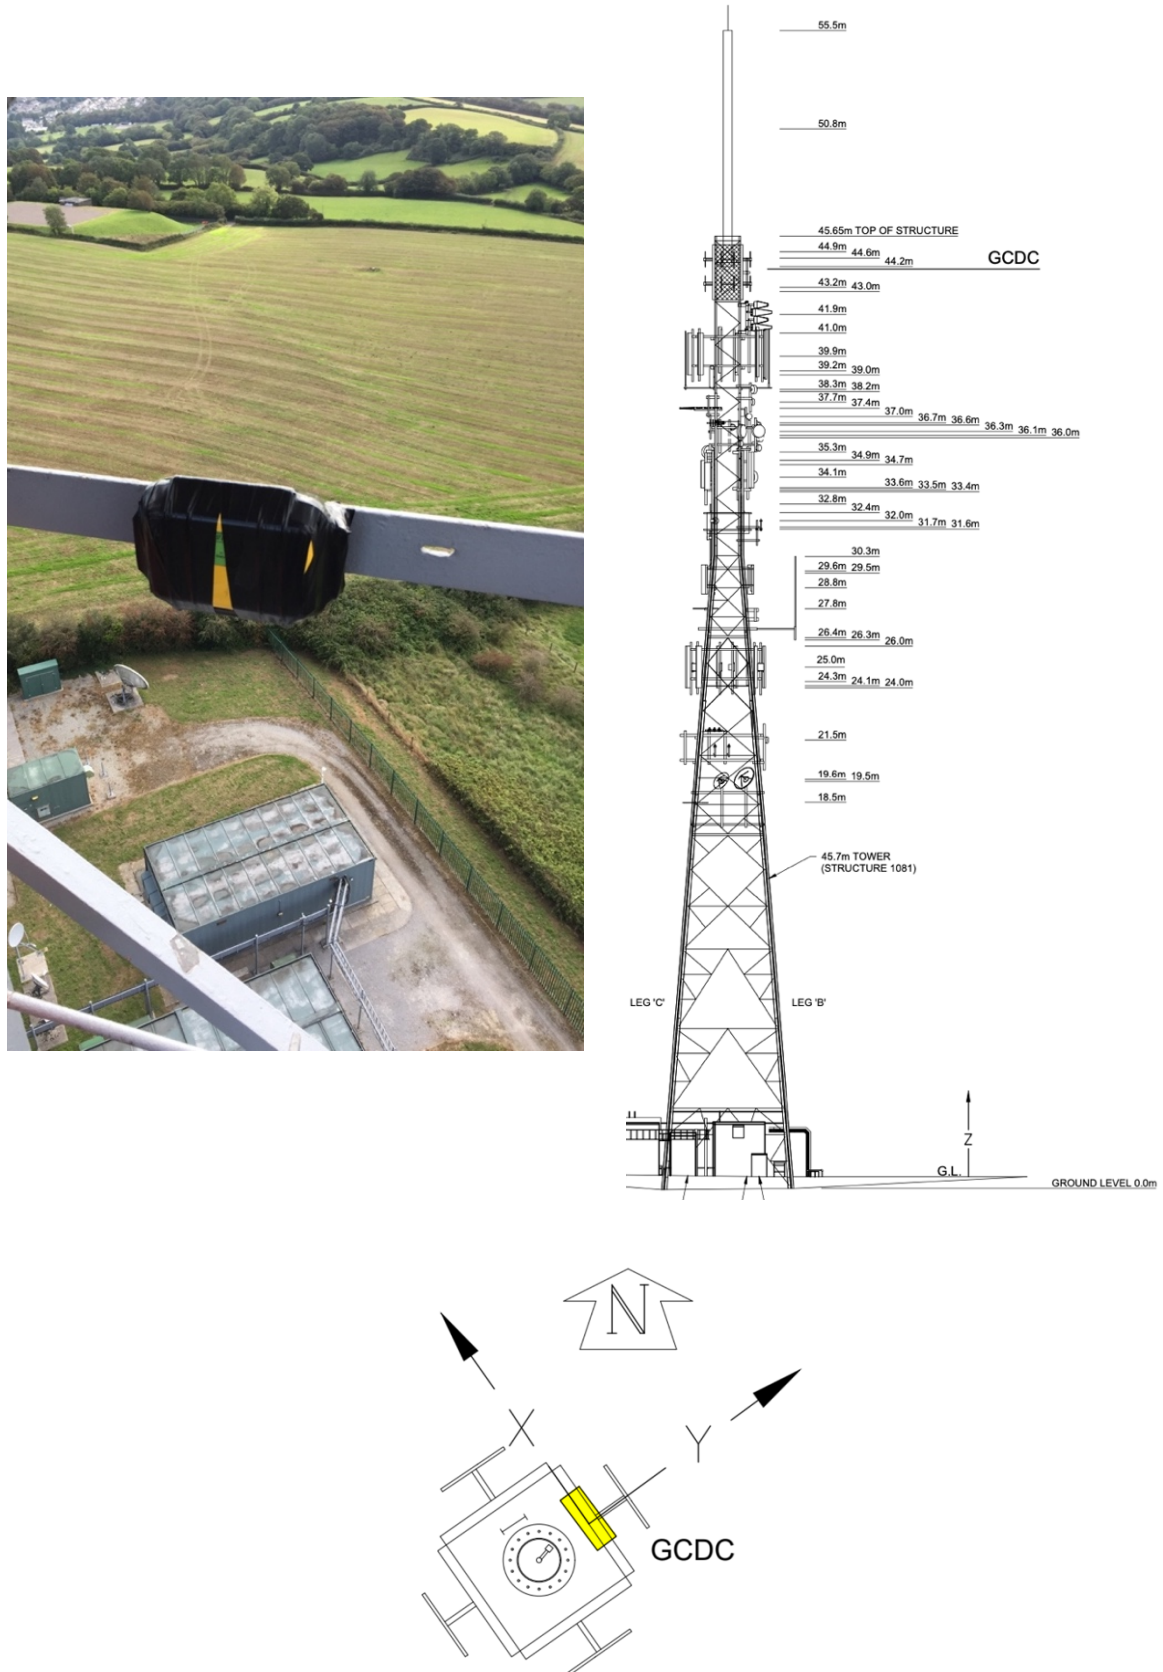 55.5m
50.8m
45.65m TOP OF STRUCTURE
44.9m 44.6m 44.2m
GCDC
43.2m 43.0m
41.9m
41.0m
39.9m
39.2m 39.0m
38.3m 38.2m
37.7m 37.4m
37.0m 36.7m 36.6m 36.3m 36.1m 36.0m
35.3m
34.9m 34.7m
34.1m
33.6m 33.5m 33.4m
32.8m
32.4m 32.0m
31.7m 31.6m
30.3m
29.6m 29.5m
28.8m
27.8m
26.4m 26.3m 26.0m
25.0m
24.3m 24.1m 24.0m
21.5m
19.6m 19.5m
18.5m
45.7m TOWER
(STRUCTURE 1081)
LEG 'C' LEG 'B'
Z
G.L.
GROUND LEVEL 0.0m
N
X
Y
GCDC